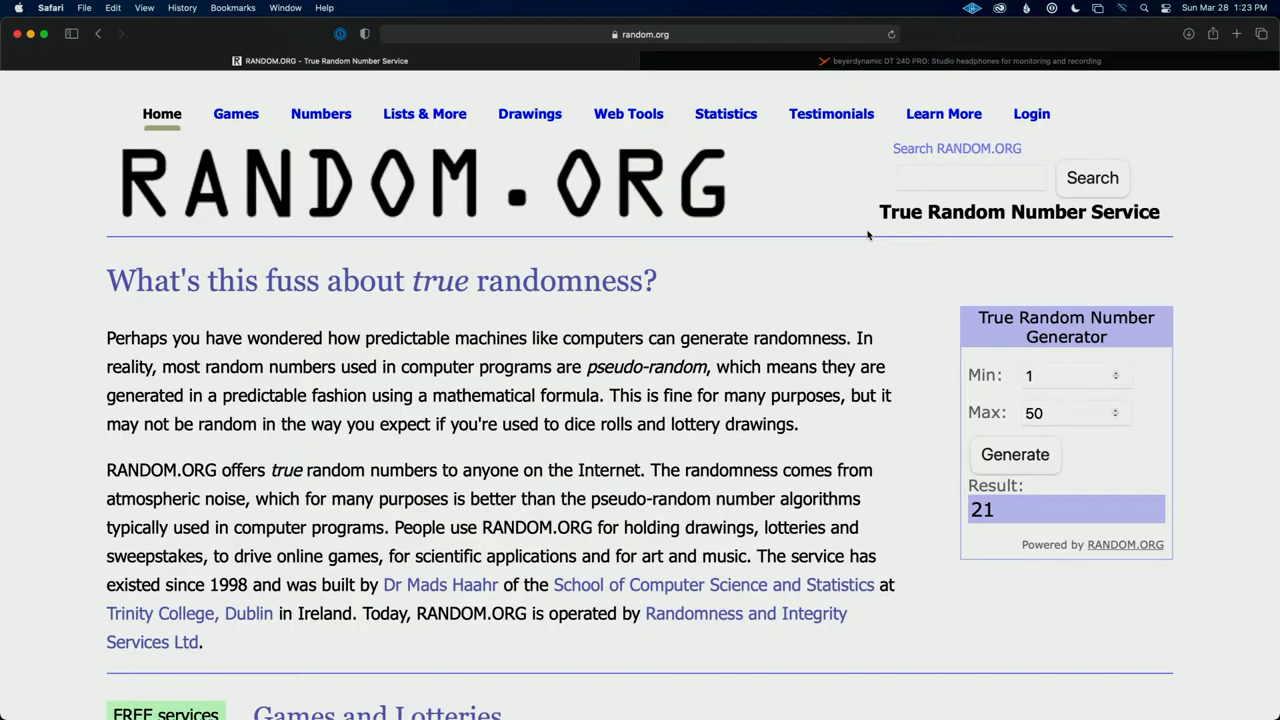 Safari File Edit View History Bookmarks Window Help Sun Mar 28 1:23 PM
random.org
RANDOM.ORG - True Random Number Service
beyerdynamic DT 240 PRO: Studio headphones for monitoring and recording
Home Games Numbers Lists & More Drawings Web Tools Statistics Testimonials Learn More Login
RANDOM.ORG
Search RANDOM.ORG
Search
True Random Number Service
What's this fuss about true randomness?
Perhaps you have wondered how predictable machines like computers can generate randomness. In
reality, most random numbers used in computer programs are pseudo-random, which means they are
generated in a predictable fashion using a mathematical formula. This is fine for many purposes, but it
may not be random in the way you expect if you're used to dice rolls and lottery drawings.
RANDOM.ORG offers true random numbers to anyone on the Internet. The randomness comes from
atmospheric noise, which for many purposes is better than the pseudo-random number algorithms
typically used in computer programs. People use RANDOM.ORG for holding drawings, lotteries and
sweepstakes, to drive online games, for scientific applications and for art and music. The service has
existed since 1998 and was built by Dr Mads Haahr of the School of Computer Science and Statistics at
Trinity College, Dublin in Ireland. Today, RANDOM.ORG is operated by Randomness and Integrity
Services Ltd.
True Random Number
Generator
Min: 1
Max: 50
Generate
Result:
21
Powered by RANDOM.ORG
FREE services
Games and Lotteries